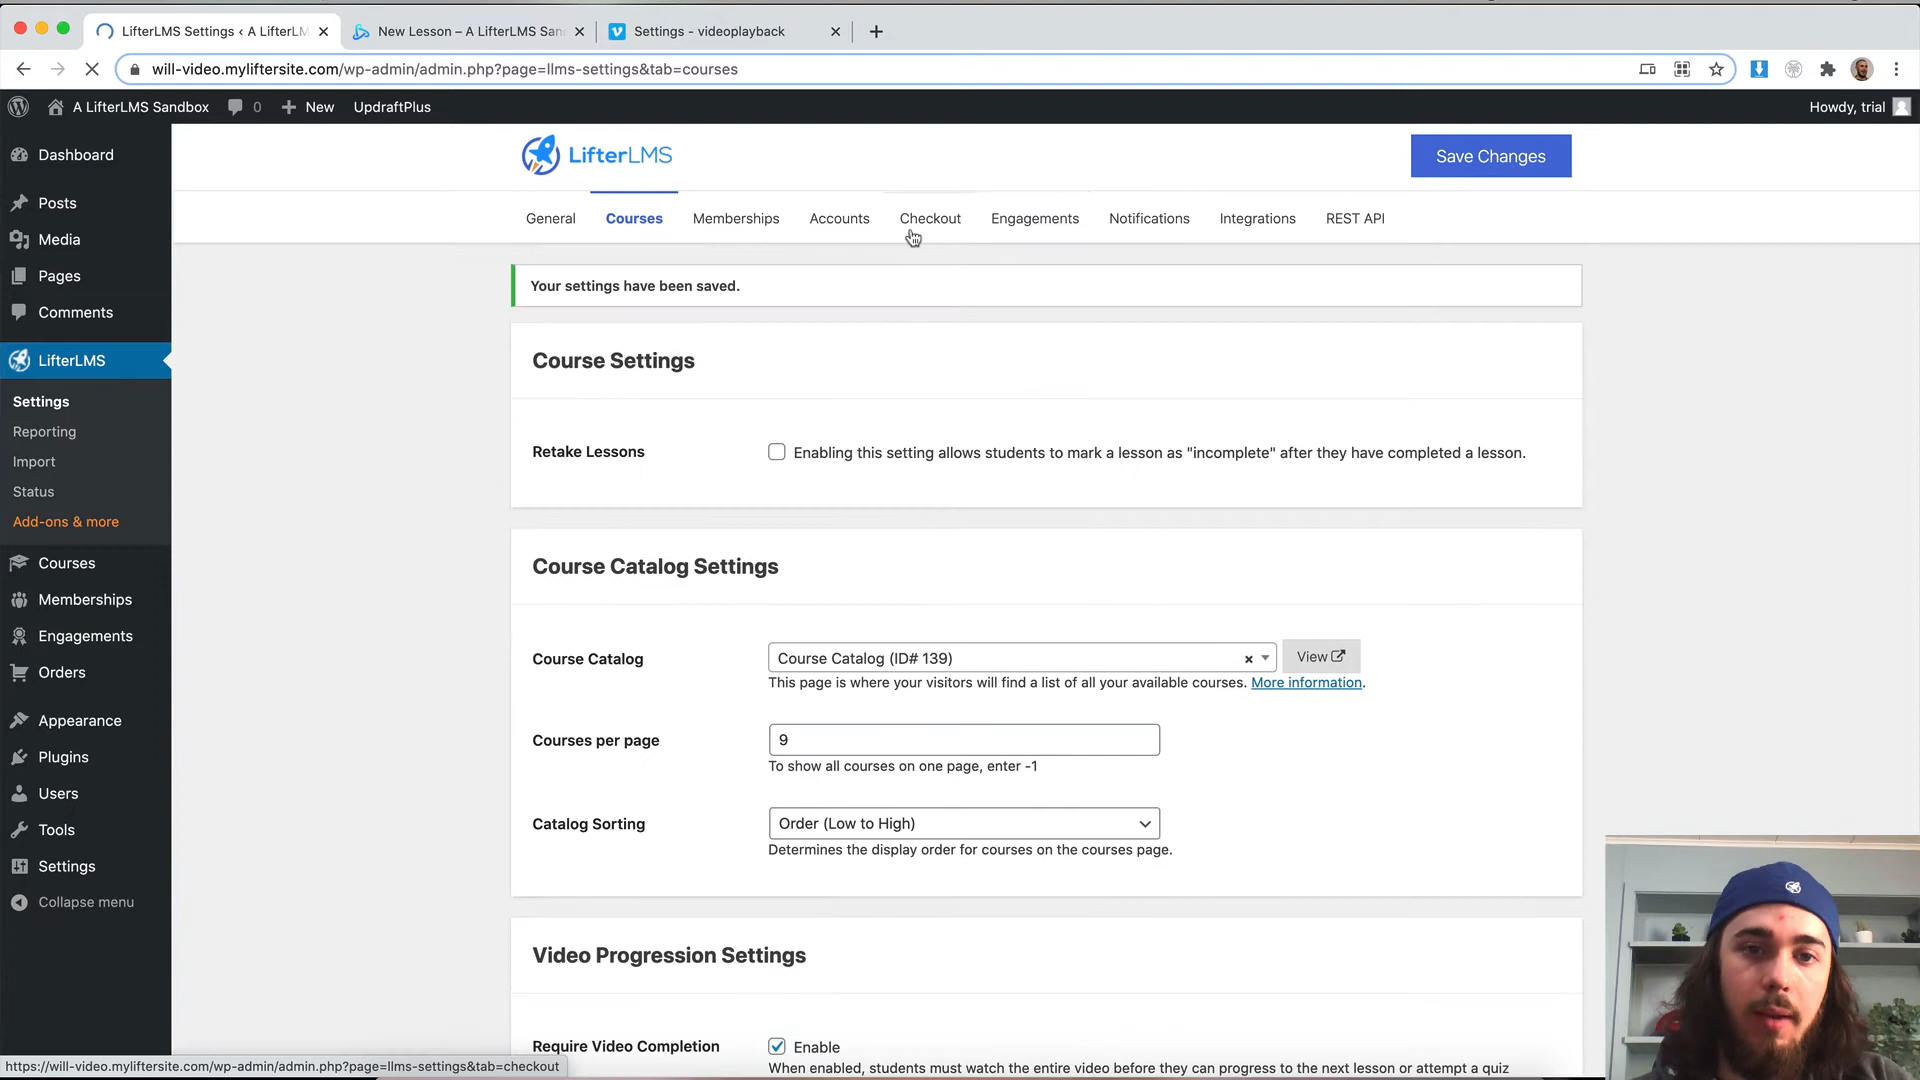 LifterLMS Settings ‹ A LifterLM
New Lesson – A LifterLMS San
Settings - videoplayback
will-video.myliftersite.com/wp-admin/admin.php?page=llms-settings&tab=courses
A LifterLMS Sandbox
0
New
UpdraftPlus
Howdy, trial
Dashboard
Posts
Media
Pages
Comments
LifterLMS
Settings
Reporting
Import
Status
Add-ons & more
Courses
Memberships
Engagements
Orders
Appearance
Plugins
Users
Tools
Settings
Collapse menu
LifterLMS
Save Changes
General
Courses
Memberships
Accounts
Checkout
Engagements
Notifications
Integrations
REST API
Your settings have been saved.
Course Settings
Retake Lessons
Enabling this setting allows students to mark a lesson as "incomplete" after they have completed a lesson.
Course Catalog Settings
Course Catalog
Course Catalog (ID# 139)
View
This page is where your visitors will find a list of all your available courses. More information.
Courses per page
9
To show all courses on one page, enter -1
Catalog Sorting
Order (Low to High)
Determines the display order for courses on the courses page.
Video Progression Settings
Require Video Completion
Enable
When enabled, students must watch the entire video before they can progress to the next lesson or attempt a quiz
https://will-video.myliftersite.com/wp-admin/admin.php?page=llms-settings&tab=checkout